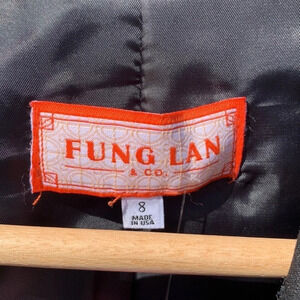 FUNG LAN
& CO.
8
MADE
IN USA